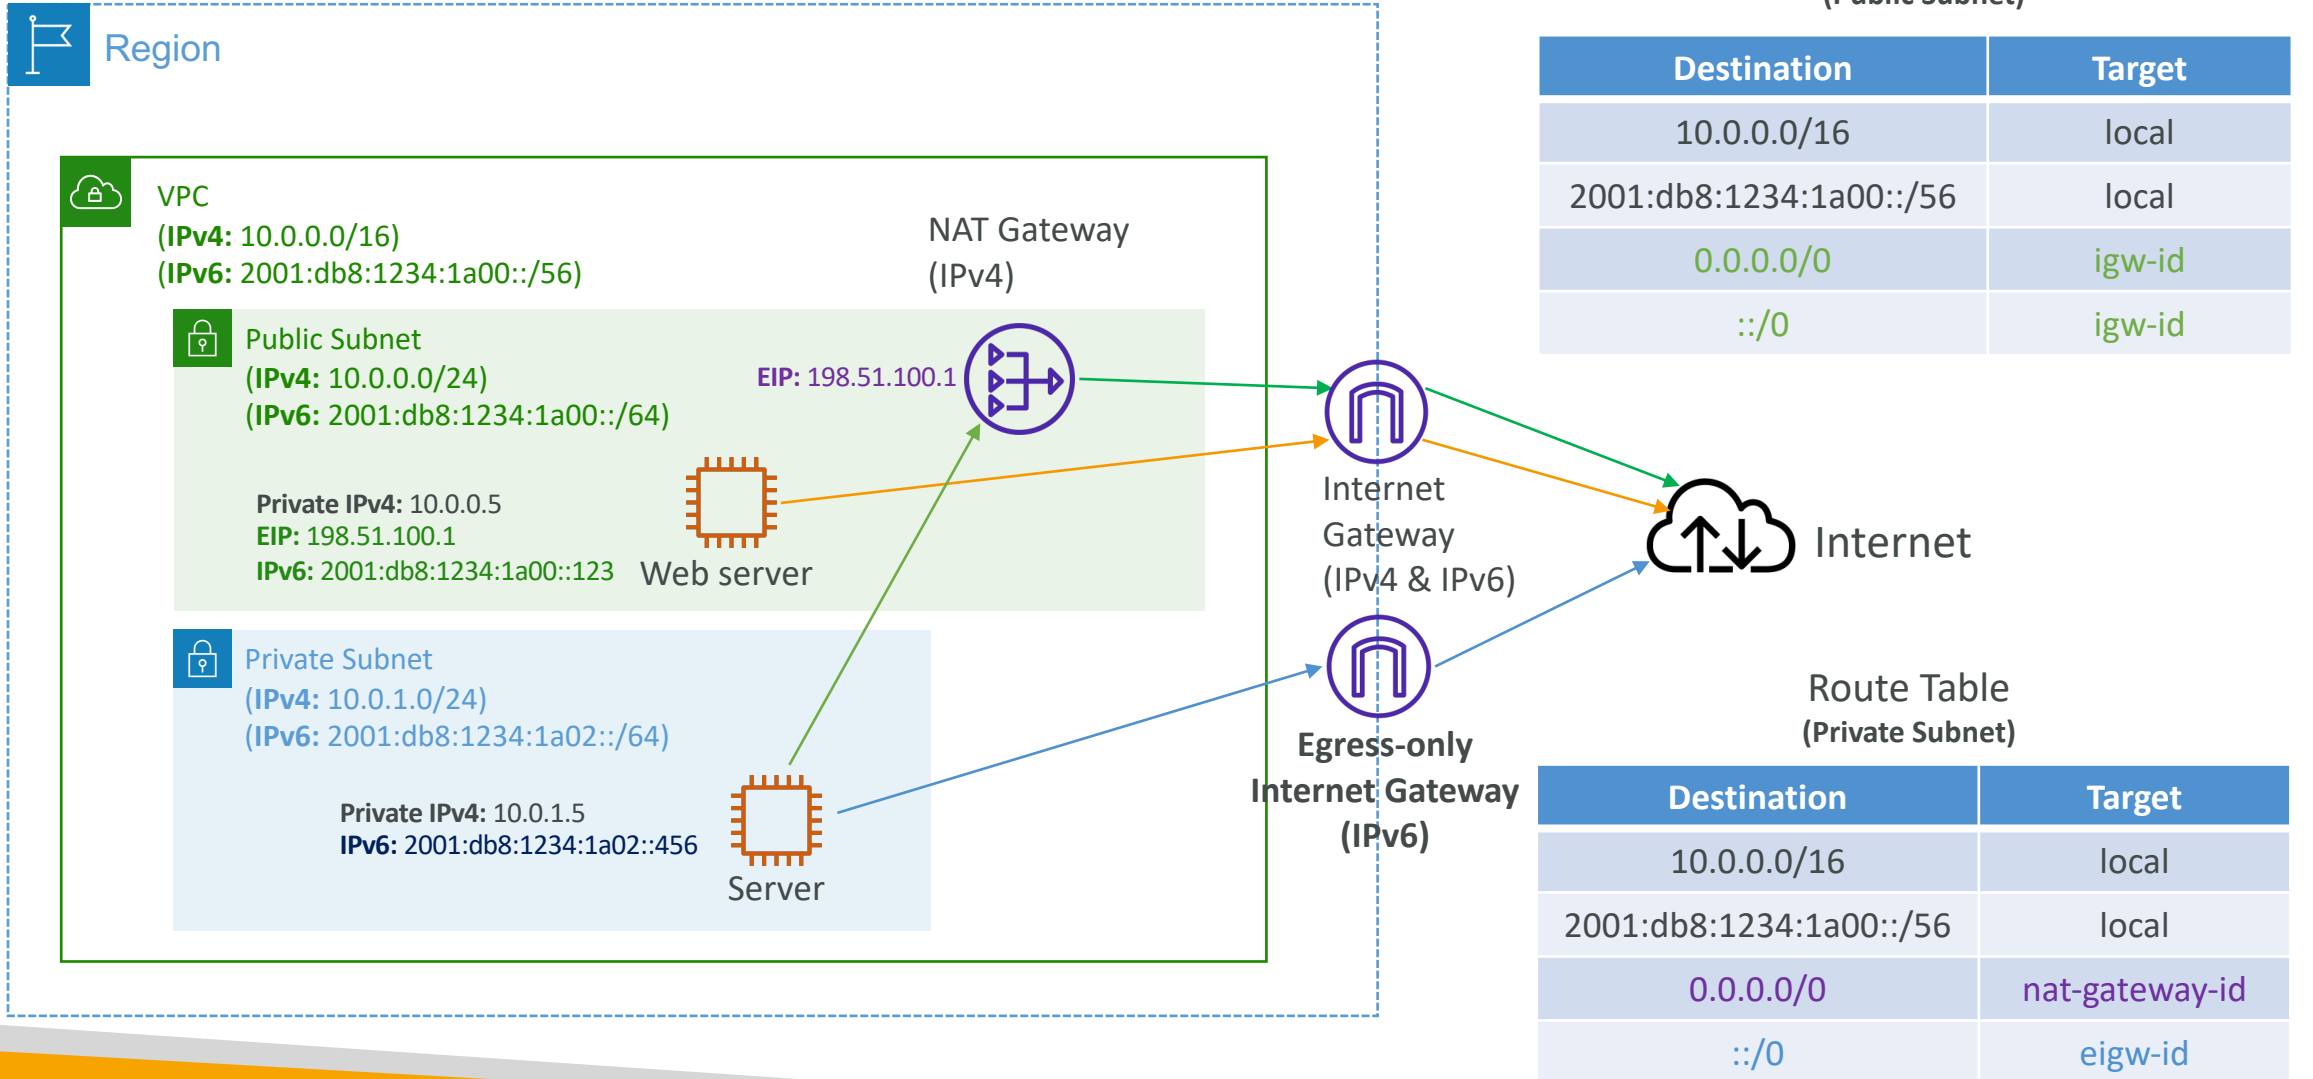 Region
VPC
(IPv4: 10.0.0.0/16)
(IPv6: 2001:db8:1234:1a00::/56)
NAT Gateway
(IPv4)
Public Subnet
(IPv4: 10.0.0.0/24)
(IPv6: 2001:db8:1234:1a00::/64)
EIP: 198.51.100.1
Private IPv4: 10.0.0.5
EIP: 198.51.100.1
IPv6: 2001:db8:1234:1a00::123
Web server
Private Subnet
(IPv4: 10.0.1.0/24)
(IPv6: 2001:db8:1234:1a02::/64)
Private IPv4: 10.0.1.5
IPv6: 2001:db8:1234:1a02::456
Server
Internet
Gateway
(IPv4 & IPv6)
Egress-only
Internet Gateway
(IPv6)
Internet
(Public Subnet)
Destination Target
10.0.0.0/16 local
2001:db8:1234:1a00::/56 local
0.0.0.0/0 igw-id
::/0 igw-id
Route Table
(Private Subnet)
Destination Target
10.0.0.0/16 local
2001:db8:1234:1a00::/56 local
0.0.0.0/0 nat-gateway-id
::/0 eigw-id